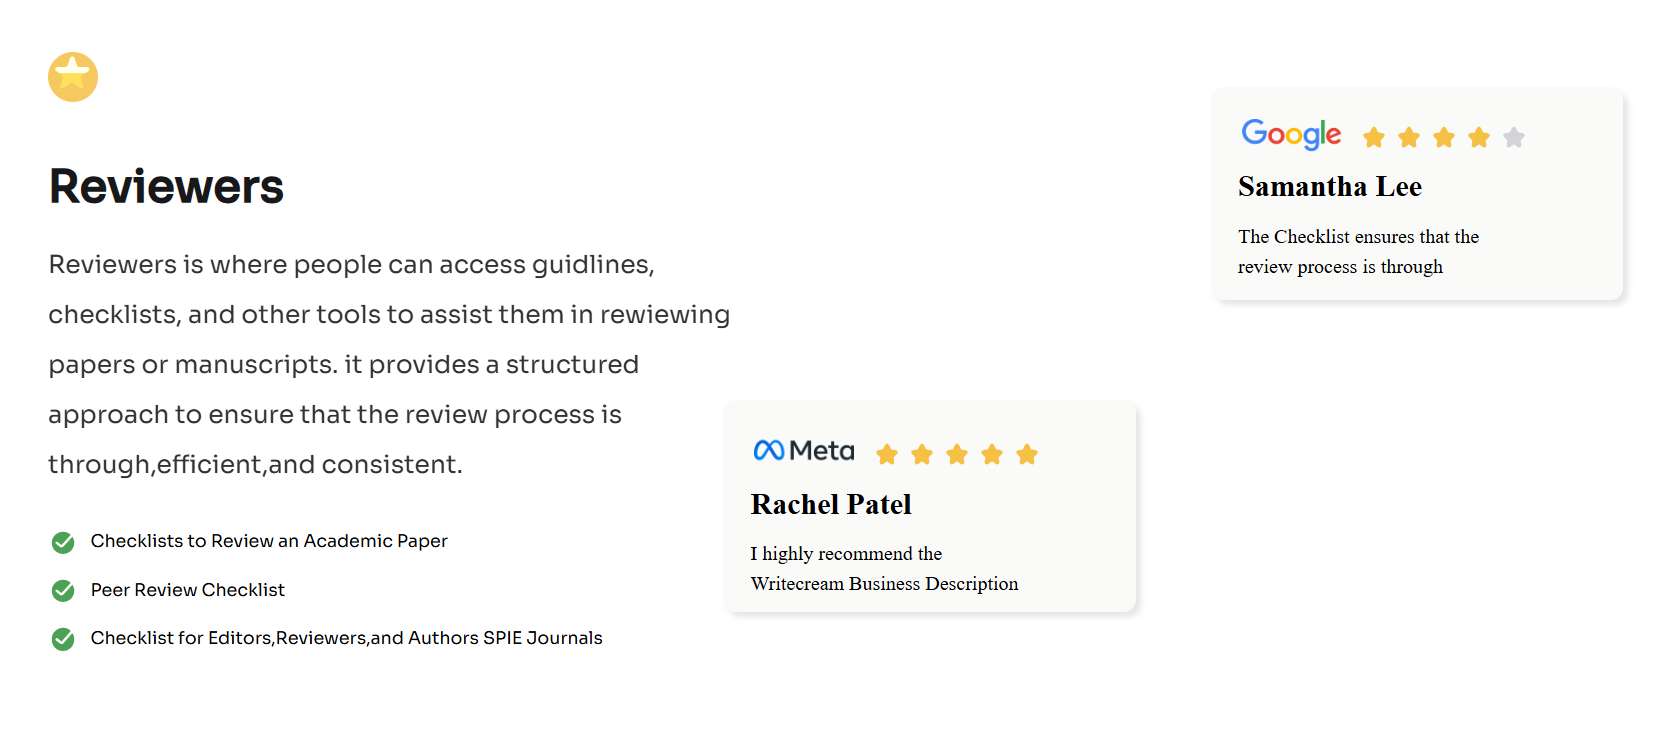 Reviewers
Reviewers is where people can access guidlines,
checklists, and other tools to assist them in rewiewing
papers or manuscripts. it provides a structured
approach to ensure that the review process is
through,efficient,and consistent.
Checklists to Review an Academic Paper
Peer Review Checklist
Checklist for Editors,Reviewers,and Authors SPIE Journals
Google
Samantha Lee
The Checklist ensures that the
review process is through
Meta
Rachel Patel
I highly recommend the
Writecream Business Description